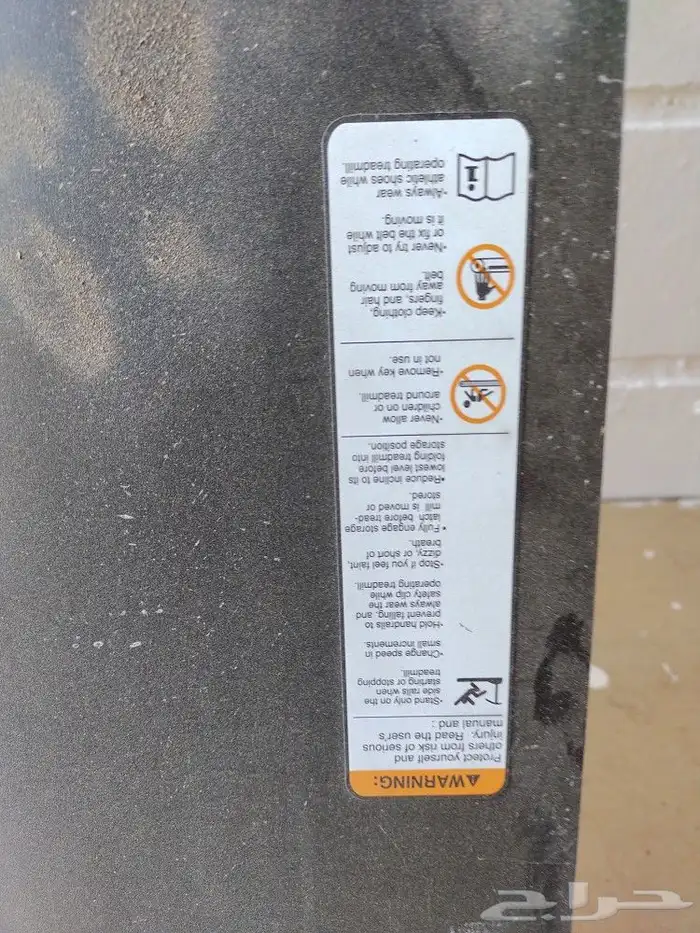 ⚠WARNING:
Protect yourself and
others from risk of serious
injury. Read the user's
manual and :
•Stand only on the
side rails when
starting or stopping
treadmill.
•Change speed in
small increments.
•Hold handrails to
prevent falling, and
always wear the
safety clip while
operating treadmill.
•Stop if you feel faint,
dizzy, or short of
breath.
• Fully engage storage
latch before tread-
mill is moved or
stored.
•Reduce incline to its
lowest level before
folding treadmill into
storage position.
•Never allow
children on or
around treadmill.
•Remove key when
not in use.
•Keep clothing,
fingers, and hair
away from moving
belt.
•Never try to adjust
or fix the belt while
it is moving.
•Always wear
athletic shoes while
operating treadmill.
حراج